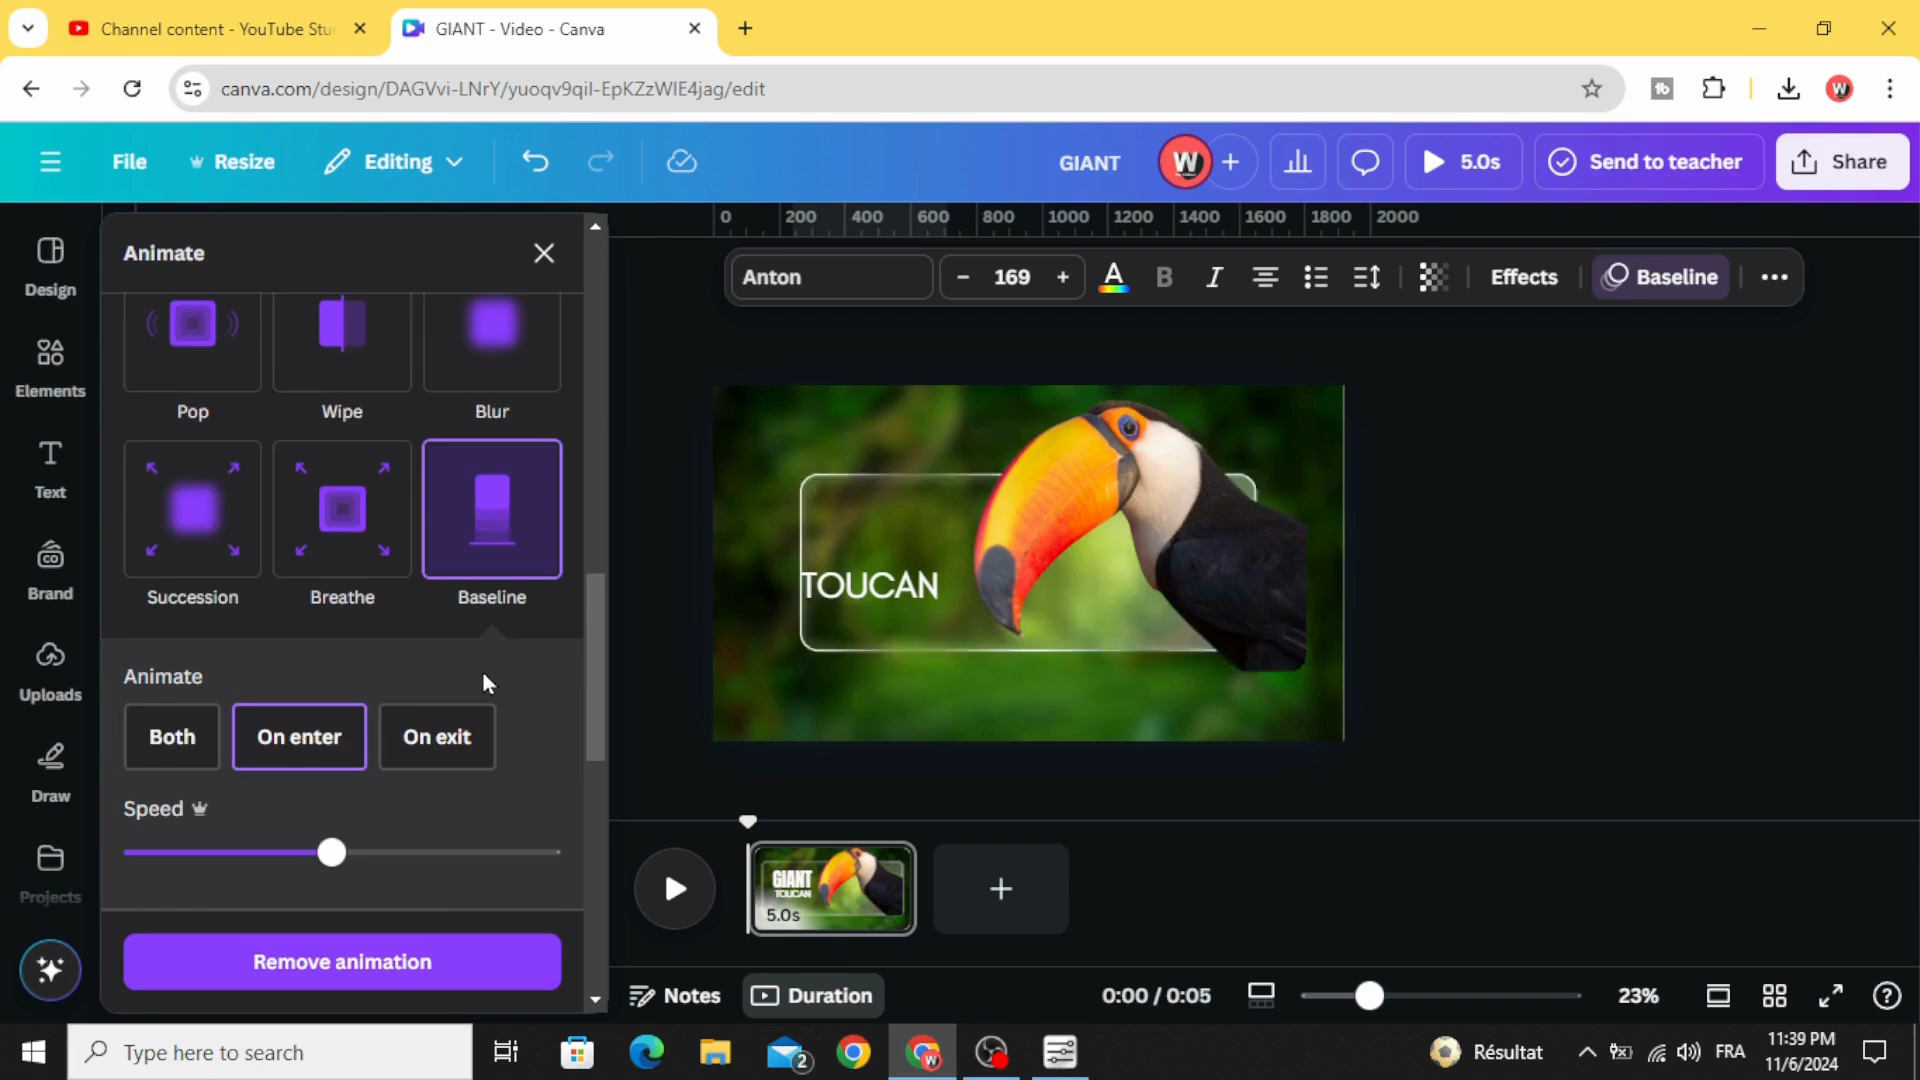 Channel content - YouTube Stu
GIANT - Video - Canva
canva.com/design/DAGVvi-LNrY/yuoqv9qiI-EpKZzWIE4jag/edit
File
Resize
Editing
GIANT
W
5.0s
Send to teacher
Share
0 200 400 600 800 1000 1200 1400 1600 1800 2000
Design
Elements
Text
Brand
Uploads
Draw
Projects
Animate
Pop
Wipe
Blur
Succession
Breathe
Baseline
Animate
Both
On enter
On exit
Speed
Remove animation
Anton
169
A
B
I
Effects
Baseline
TOUCAN
GIANT
TOUCAN
5.0s
Notes
Duration
0:00 / 0:05
23%
Type here to search
2
Résultat
FRA
11:39 PM
11/6/2024